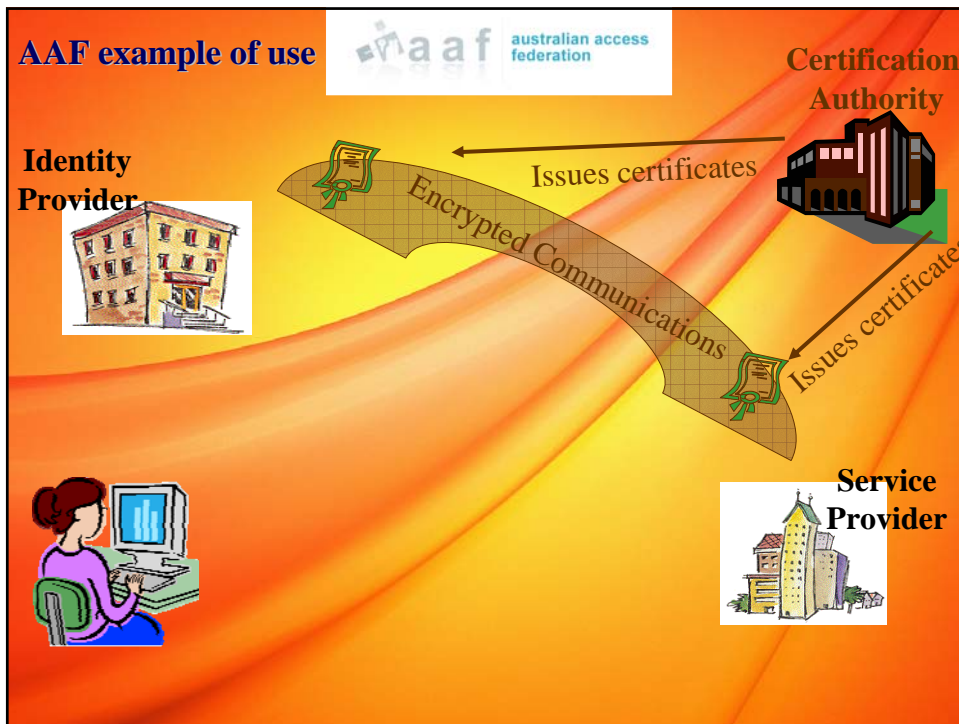 AAF example of use
aaf
australian access
federation
Certification
Authority
Identity
Provider
Issues certificates
Encrypted Communications
Issues certificates
Service
Provider